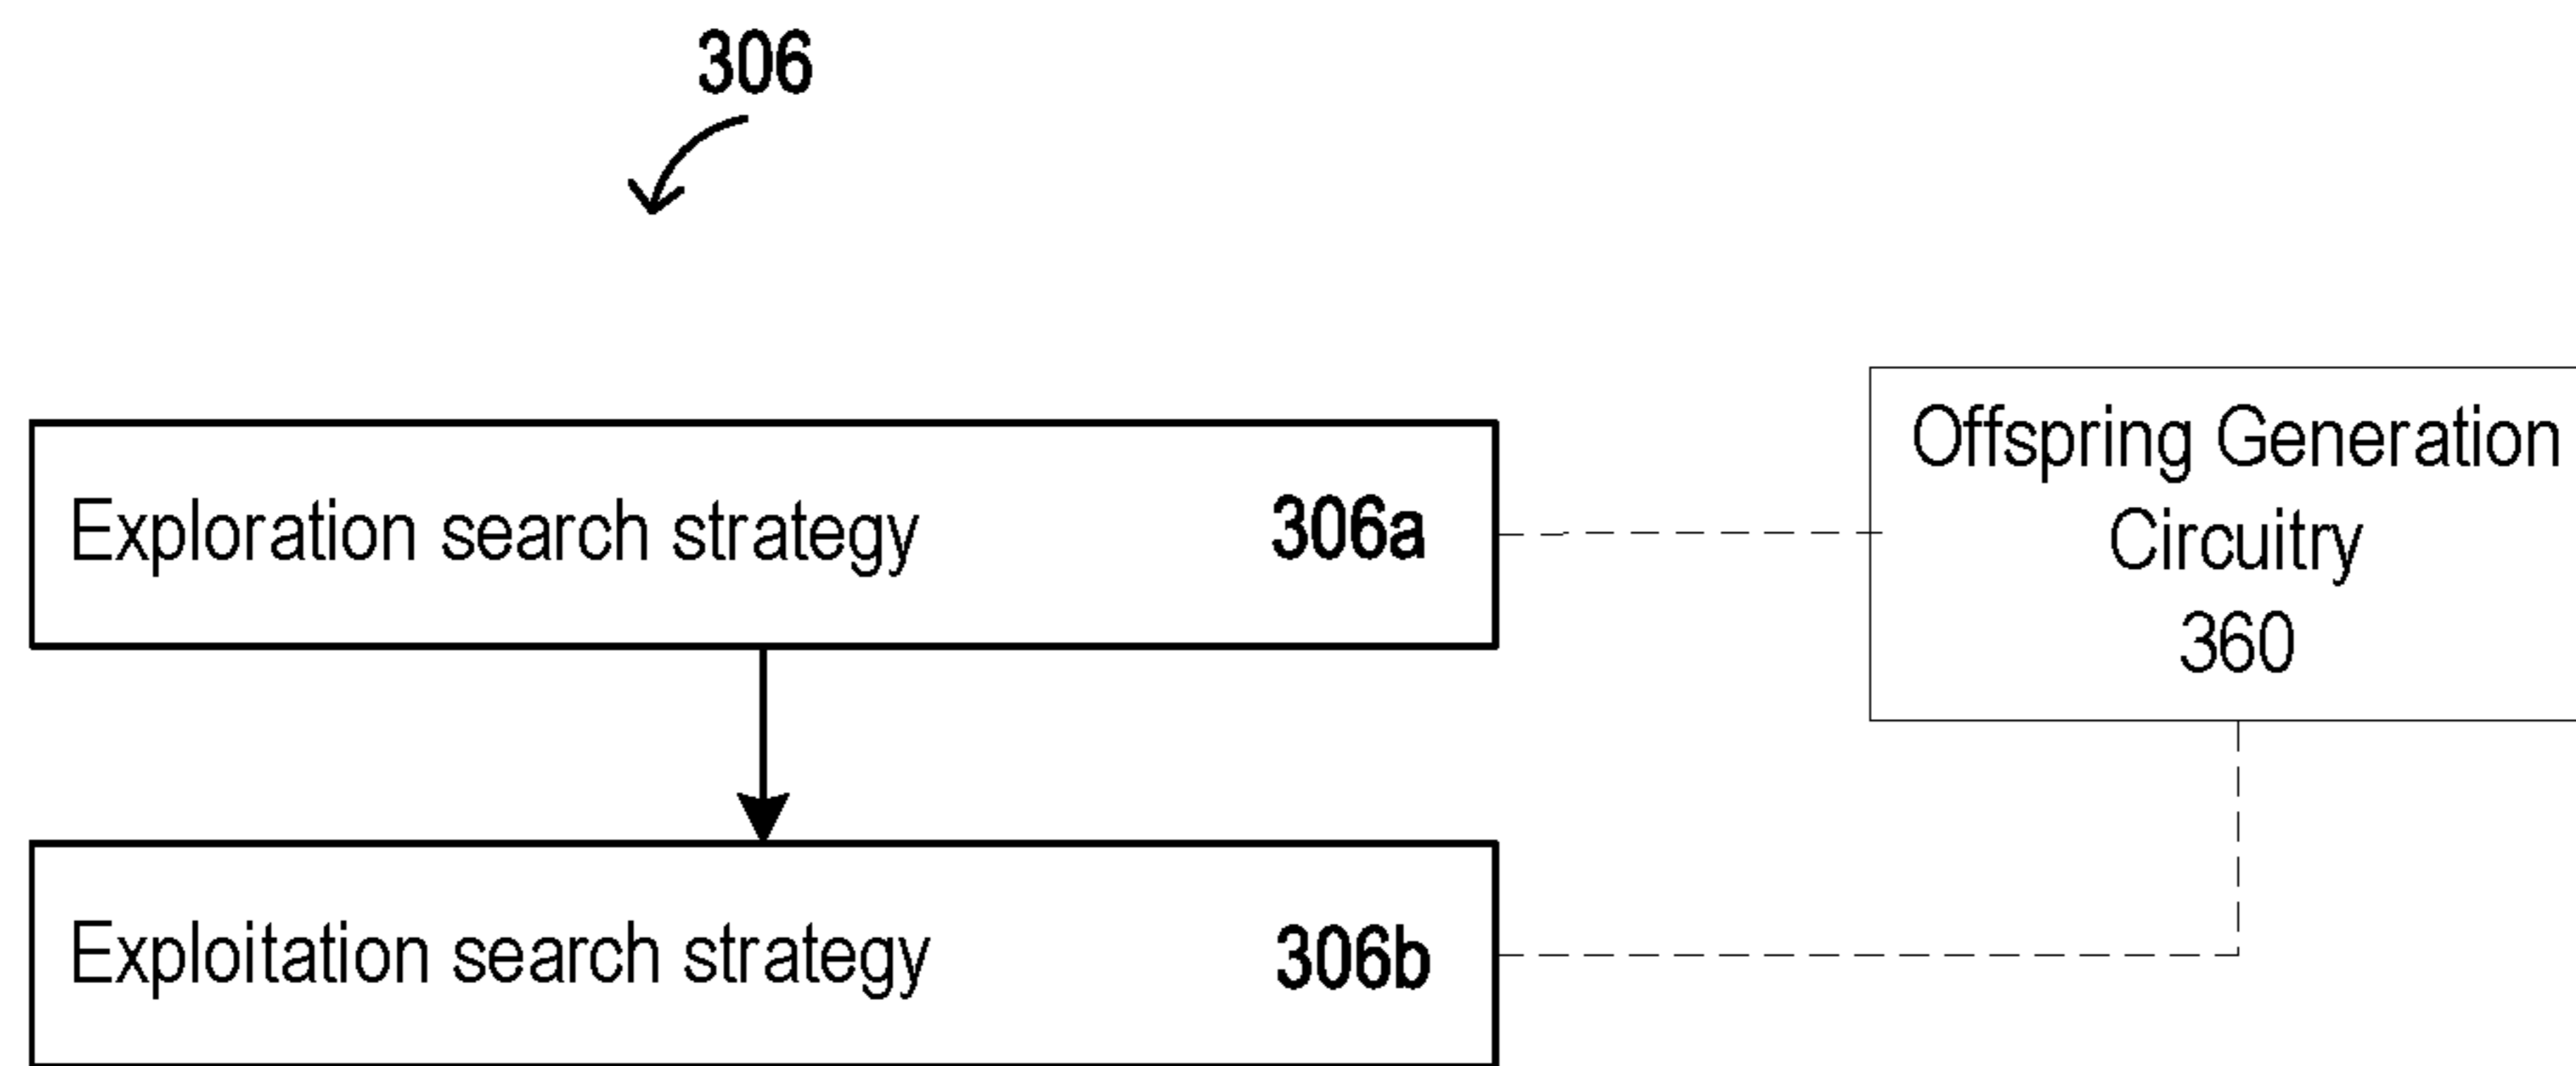 306
Exploration search strategy 306a
Offspring Generation
Circuitry
360
Exploitation search strategy 306b